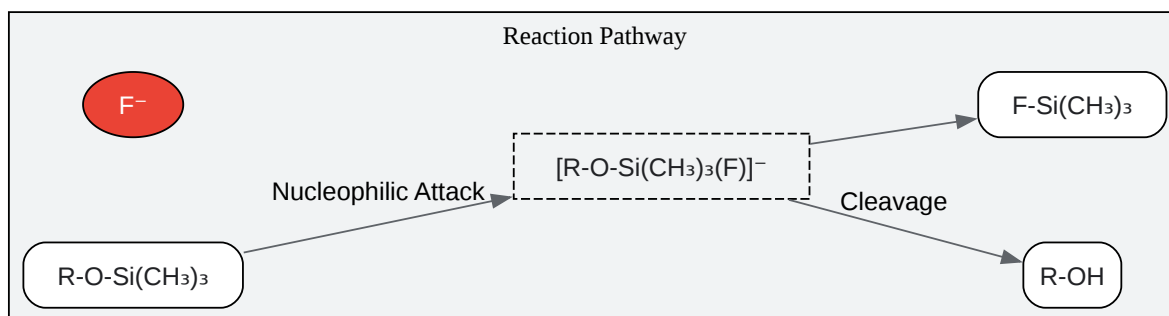 Reaction Pathway
F⁻
F-Si(CH₃)₃
[R-O-Si(CH₃)₃(F)]⁻
Nucleophilic Attack
Cleavage
R-O-Si(CH₃)₃
R-OH